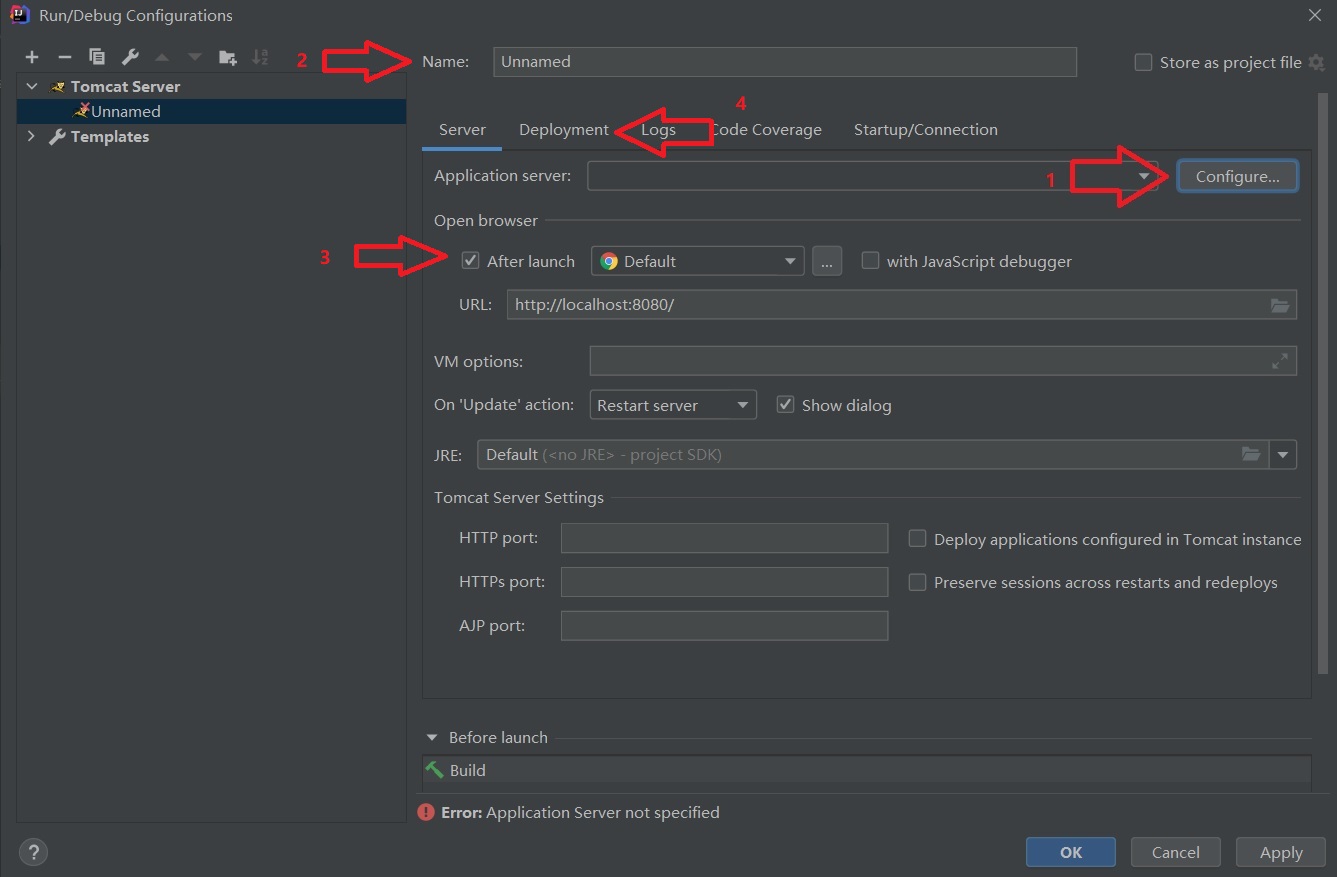 Run/Debug Configurations
2
Name:
Unnamed
Store as project file
Tomcat Server
Unnamed
Templates
4
Server
Deployment
Logs
Code Coverage
Startup/Connection
Application server:
1
Configure...
Open browser
3
After launch
Default
...
with JavaScript debugger
URL:
http://localhost:8080/
VM options:
On 'Update' action:
Restart server
Show dialog
JRE:
Default (<no JRE> - project SDK)
Tomcat Server Settings
HTTP port:
Deploy applications configured in Tomcat instance
HTTPs port:
Preserve sessions across restarts and redeploys
AJP port:
Before launch
Build
Error: Application Server not specified
?
OK
Cancel
Apply